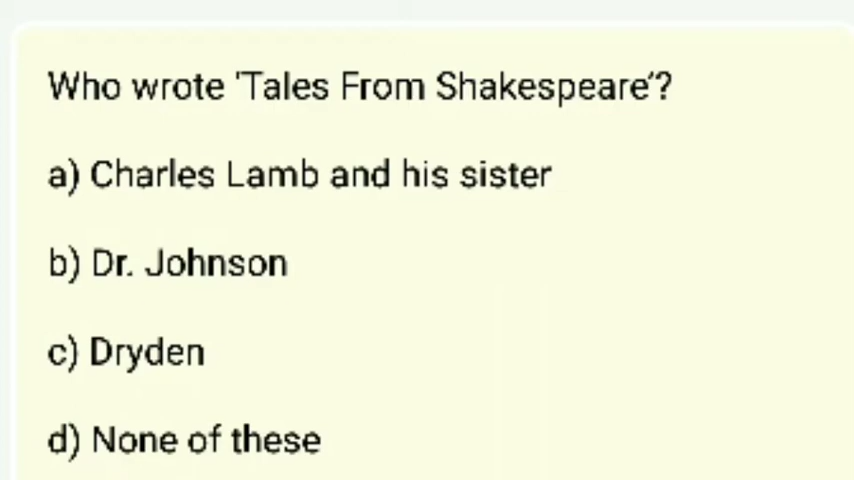 Who wrote 'Tales From Shakespeare'?
a) Charles Lamb and his sister
b) Dr. Johnson
c) Dryden
d) None of these